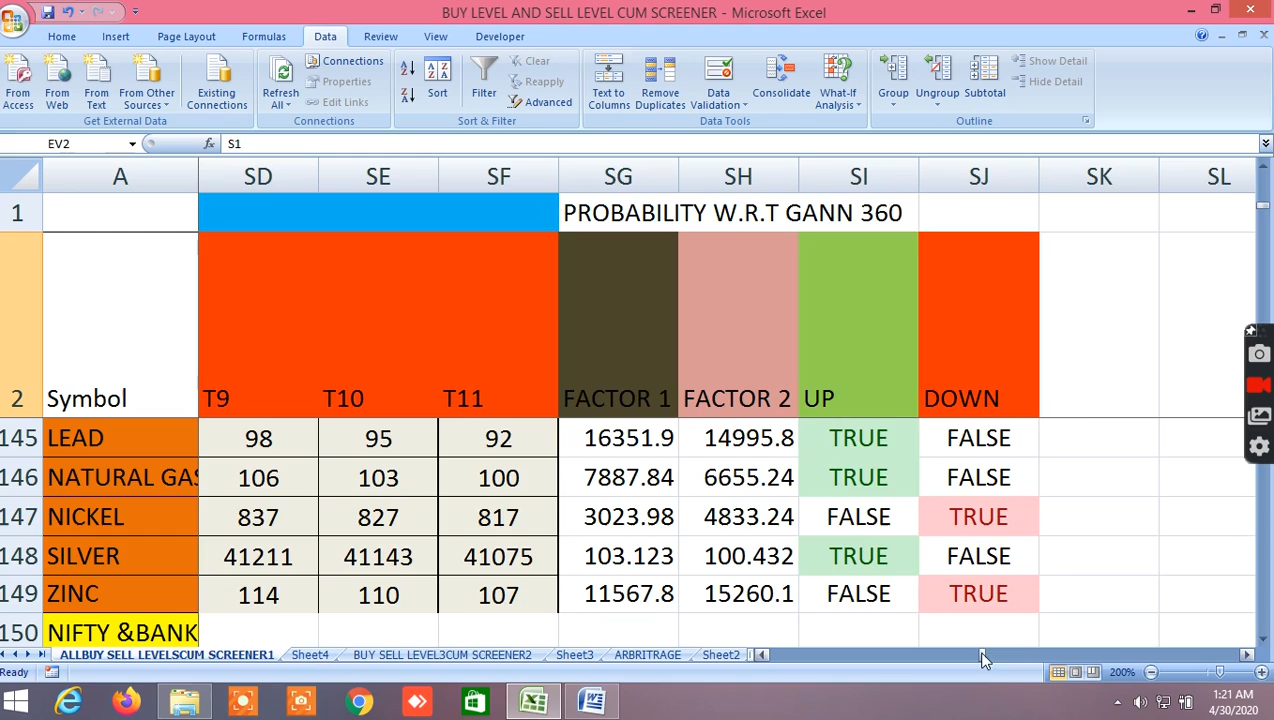 BUY LEVEL AND SELL LEVEL CUM SCREENER - Microsoft Excel
Home Insert Page Layout Formulas Data Review View Developer
From Access
From Web
From Text
From Other Sources
Existing Connections
Get External Data
Refresh All
Connections
Properties
Edit Links
Connections
Sort
Filter
Clear
Reapply
Advanced
Sort & Filter
Text to Columns
Remove Duplicates
Data Validation
Consolidate
What-If Analysis
Data Tools
Group
Ungroup
Subtotal
Show Detail
Hide Detail
Outline
EV2 fx S1
A SD SE SF SG SH SI SJ SK SL
1 PROBABILITY W.R.T GANN 360
2 Symbol T9 T10 T11 FACTOR 1 FACTOR 2 UP DOWN
145 LEAD 98 95 92 16351.9 14995.8 TRUE FALSE
146 NATURAL GAS 106 103 100 7887.84 6655.24 TRUE FALSE
147 NICKEL 837 827 817 3023.98 4833.24 FALSE TRUE
148 SILVER 41211 41143 41075 103.123 100.432 TRUE FALSE
149 ZINC 114 110 107 11567.8 15260.1 FALSE TRUE
150 NIFTY &BANK
ALLBUY SELL LEVELSCUM SCREENER1 Sheet4 BUY SELL LEVEL3CUM SCREENER2 Sheet3 ARBRITRAGE Sheet2
Ready 200%
1:21 AM
4/30/2020